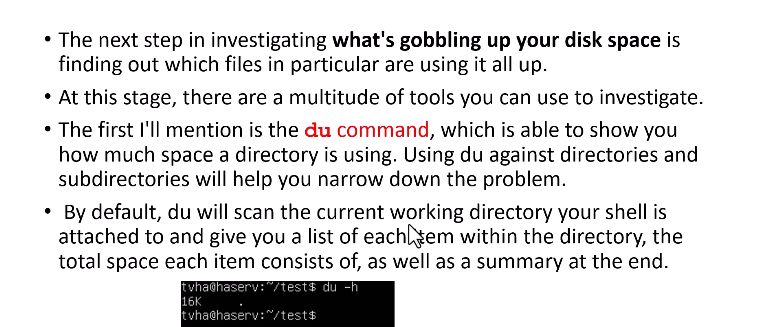 • The next step in investigating what's gobbling up your disk space is
finding out which files in particular are using it all up.
• At this stage, there are a multitude of tools you can use to investigate.
• The first I'll mention is the du command, which is able to show you
how much space a directory is using. Using du against directories and
subdirectories will help you narrow down the problem.
• By default, du will scan the current working directory your shell is
attached to and give you a list of each item within the directory, the
total space each item consists of, as well as a summary at the end.
tvha@haserv:~/test$ du -h
16K .
tvha@haserv:~/test$